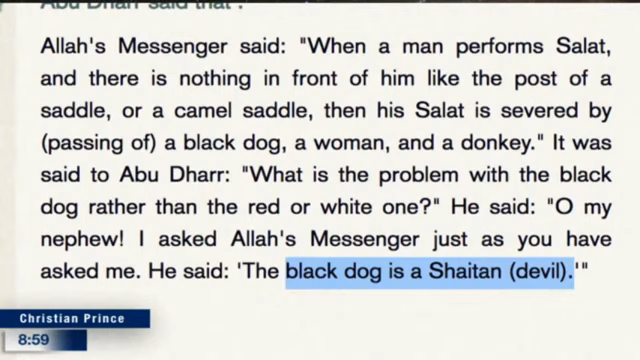 Abu Dharr said that :
Allah's Messenger said: "When a man performs Salat,
and there is nothing in front of him like the post of a
saddle, or a camel saddle, then his Salat is severed by
(passing of) a black dog, a woman, and a donkey." It was
said to Abu Dharr: "What is the problem with the black
dog rather than the red or white one?" He said: "O my
nephew! I asked Allah's Messenger just as you have
asked me. He said: 'The black dog is a Shaitan (devil).'"
Christian Prince
8:59